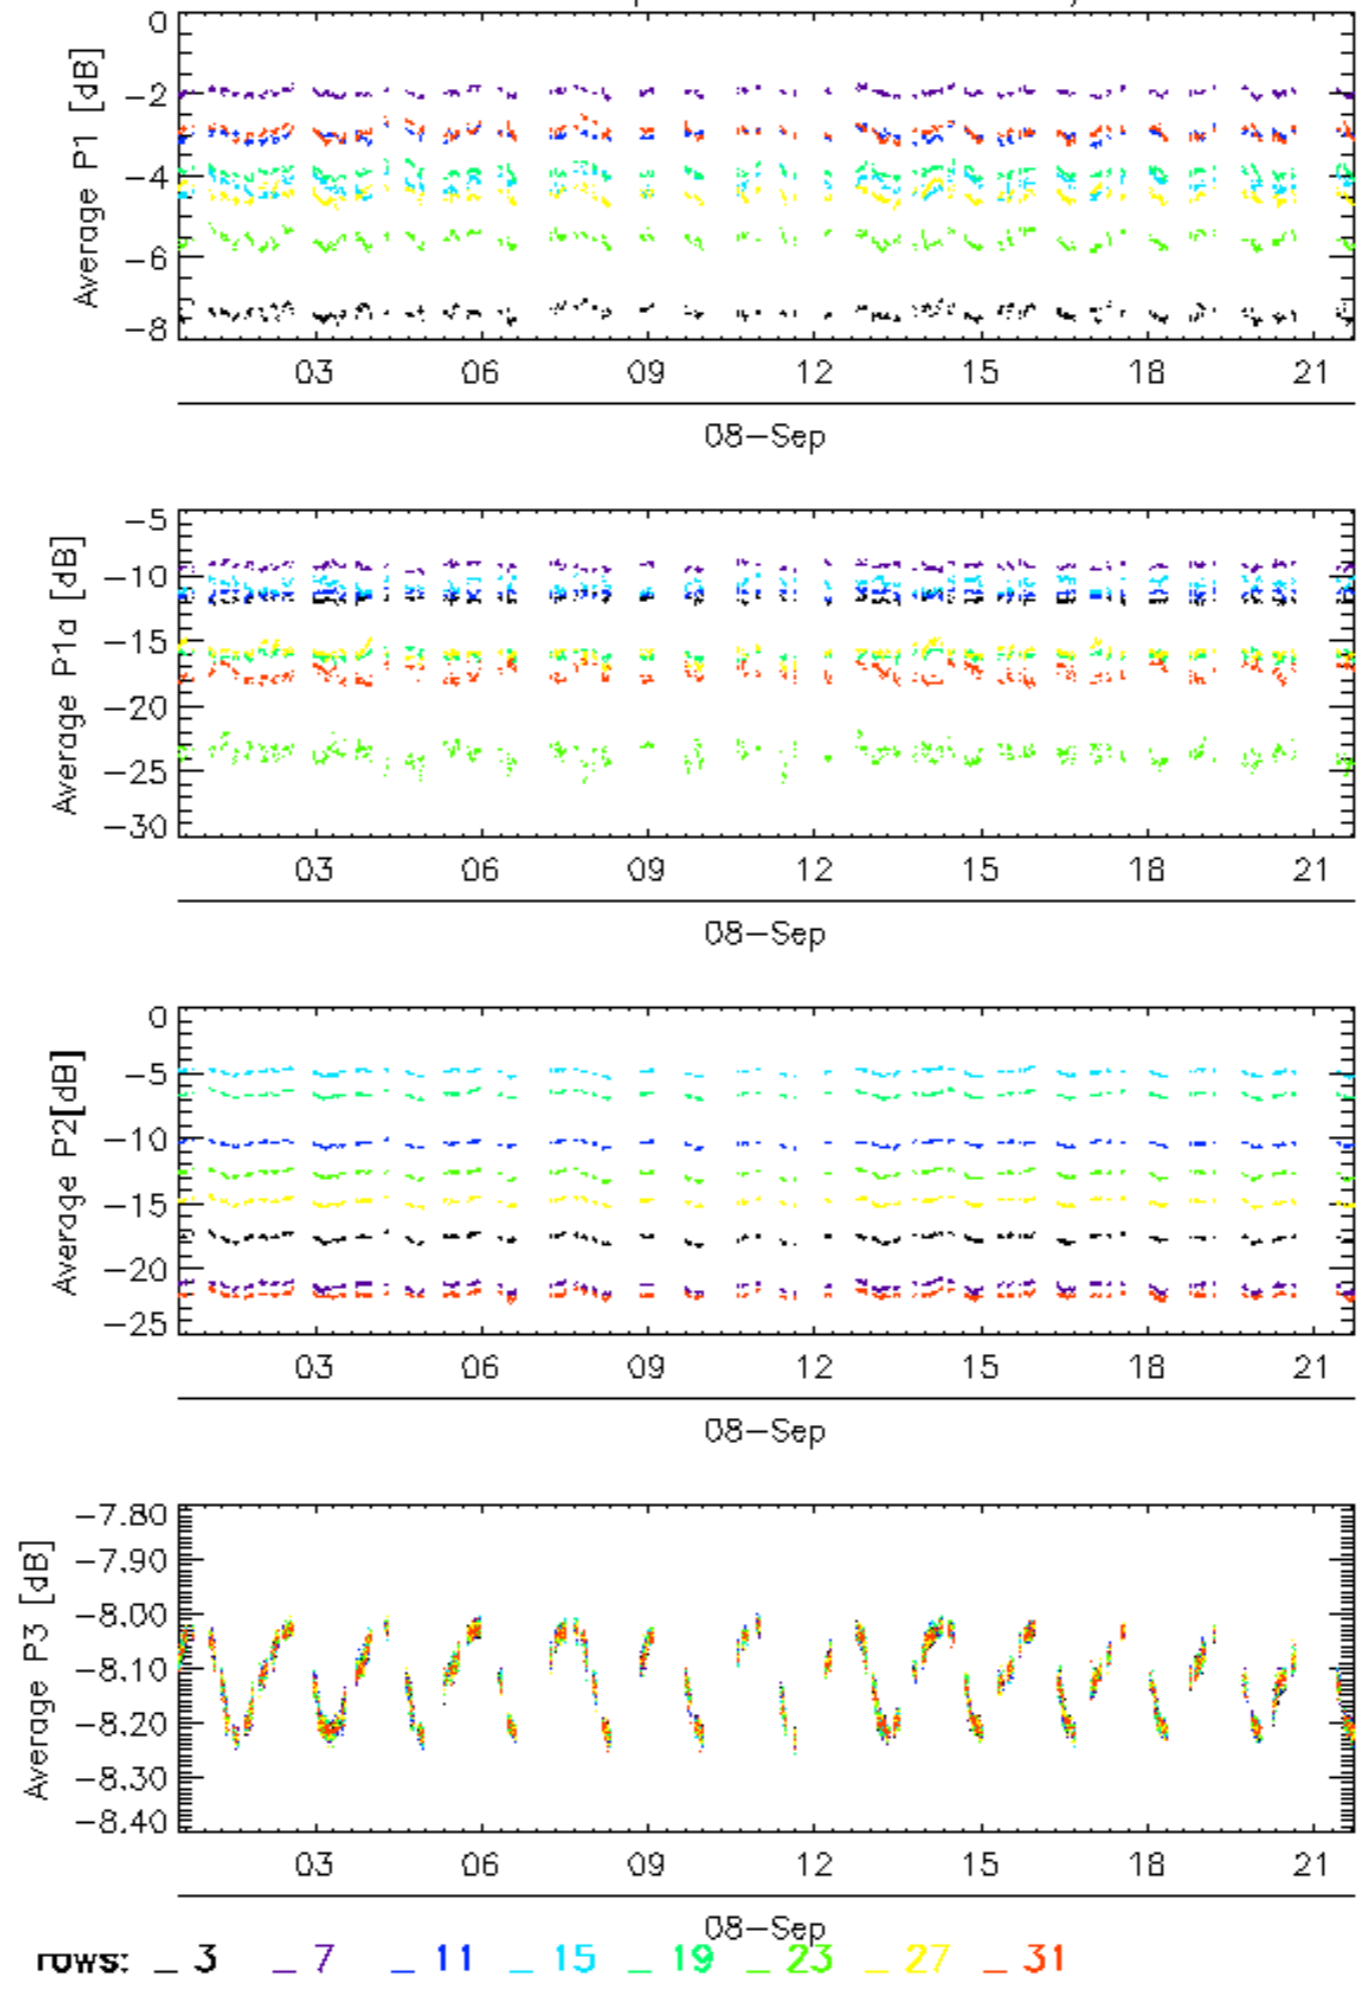 Average P1 [dB]
0
−2
−4
−6
−8
03 06 09 12 15 18 21
08−Sep
Average P1a [dB]
−5
−10
−15
−20
−25
−30
03 06 09 12 15 18 21
08−Sep
Average P2[dB]
0
−5
−10
−15
−20
−25
03 06 09 12 15 18 21
08−Sep
Average P3 [dB]
−7.80
−7.90
−8.00
−8.10
−8.20
−8.30
−8.40
03 06 09 12 15 18 21
08−Sep
rows: _ 3 _ 7 _ 11 _ 15 _ 19 _ 23 _ 27 _ 31